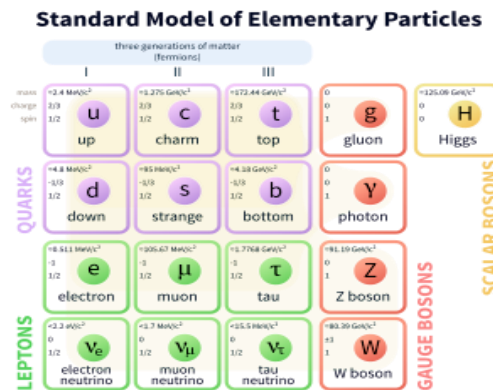 Standard Model of Elementary Particles
three generations of matter
(fermions)
I II III
mass
charge
spin
≈2.4 MeV/c²
2/3
1/2
u
up
≈1.275 GeV/c²
2/3
1/2
c
charm
≈172.44 GeV/c²
2/3
1/2
t
top
0
0
1
g
gluon
≈125.09 GeV/c²
0
0
H
Higgs
QUARKS
≈4.8 MeV/c²
-1/3
1/2
d
down
≈95 MeV/c²
-1/3
1/2
s
strange
≈4.18 GeV/c²
-1/3
1/2
b
bottom
0
0
1
γ
photon
SCALAR BOSONS
LEPTONS
≈0.511 MeV/c²
-1
1/2
e
electron
≈105.67 MeV/c²
-1
1/2
μ
muon
≈1.7768 GeV/c²
-1
1/2
τ
tau
≈91.19 GeV/c²
0
1
Z
Z boson
GAUGE BOSONS
<2.2 eV/c²
0
1/2
νe
electron
neutrino
<1.7 MeV/c²
0
1/2
νμ
muon
neutrino
<15.5 MeV/c²
0
1/2
ντ
tau
neutrino
≈80.39 GeV/c²
±1
1
W
W boson